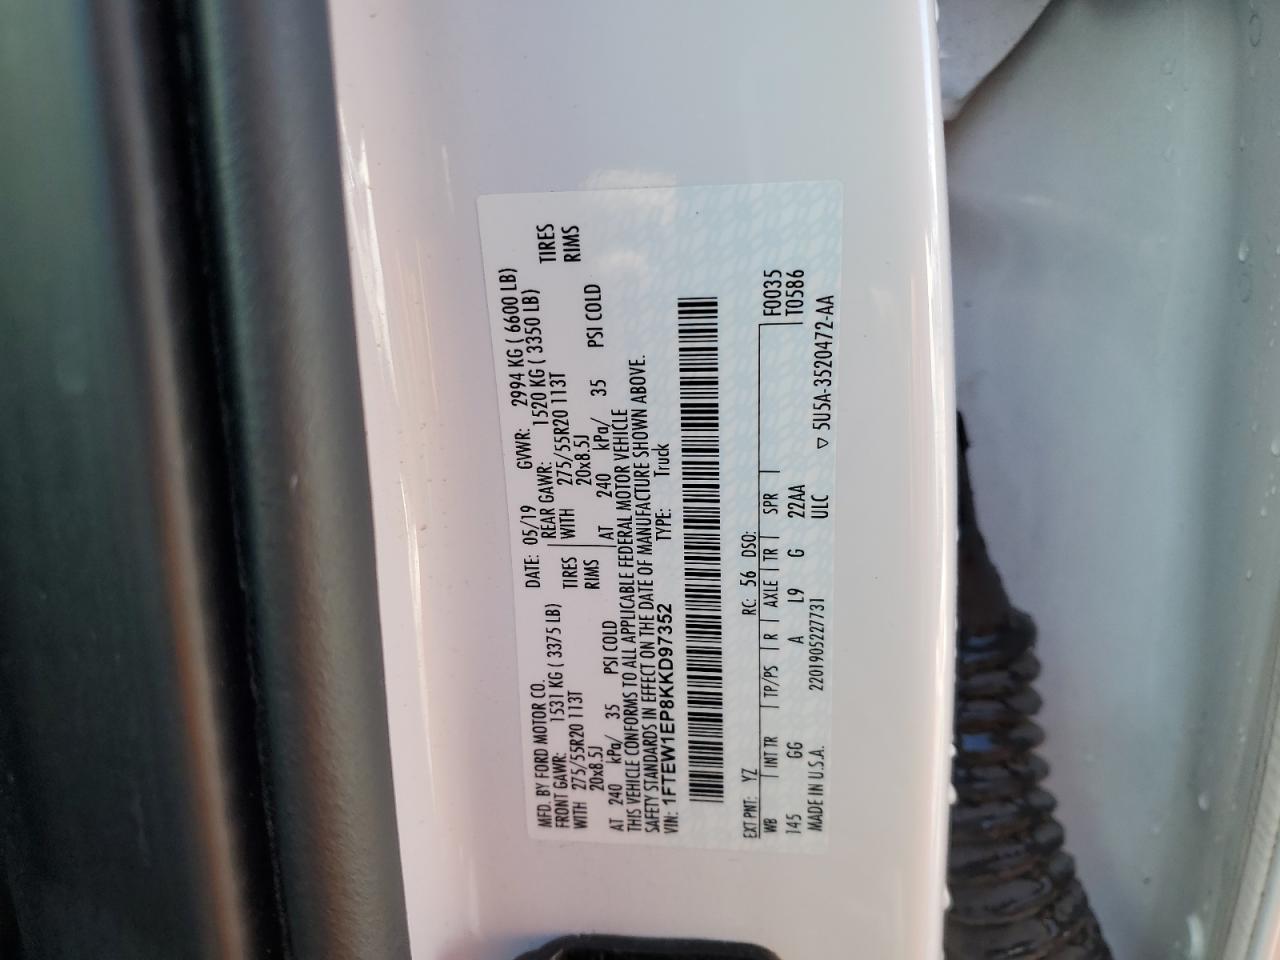 MFD. BY FORD MOTOR CO. DATE: 05/19 GVWR: 2994 KG ( 6600 LB)
FRONT GAWR: 1531 KG ( 3375 LB) REAR GAWR: 1520 KG ( 3350 LB)
WITH 275/55R20 113T TIRES WITH 275/55R20 113T TIRES
20x8.5J RIMS 20x8.5J RIMS
AT 240 kPa/ 35 PSI COLD AT 240 kPa/ 35 PSI COLD
THIS VEHICLE CONFORMS TO ALL APPLICABLE FEDERAL MOTOR VEHICLE
SAFETY STANDARDS IN EFFECT ON THE DATE OF MANUFACTURE SHOWN ABOVE.
VIN: 1FTEW1EP8KKD97352 TYPE: Truck
EXT PNT: YZ RC: 56 DSO:
WB INT TR TP/PS R AXLE TR SPR F0035
145 GG A L9 G 22AA T0586
MADE IN U.S.A. 2201905227731 ULC ▽ 5U5A-3520472-AA